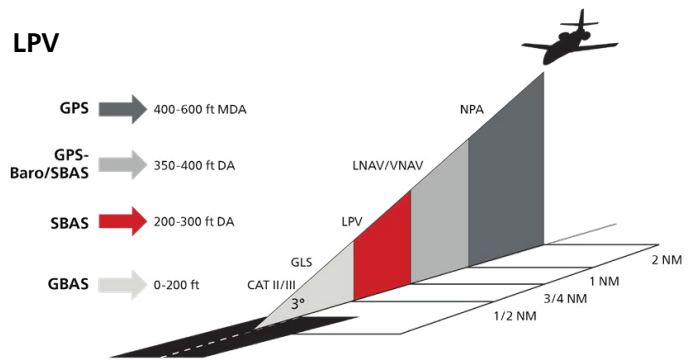 LPV
GPS 400-600 ft MDA
GPS-
Baro/SBAS 350-400 ft DA
SBAS 200-300 ft DA
GBAS 0-200 ft
NPA
LNAV/VNAV
LPV
GLS
CAT II/III
3°
2 NM
1 NM
3/4 NM
1/2 NM